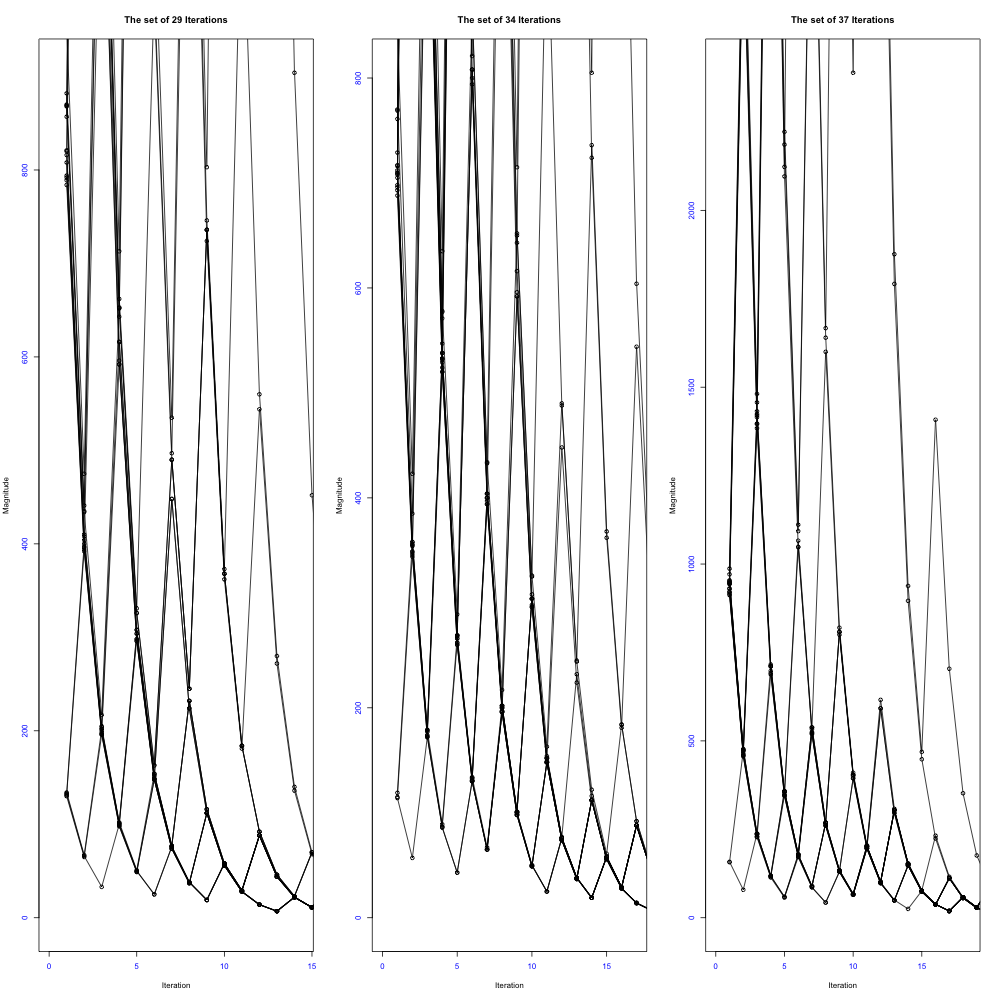 The set of 29 Iterations
800
600
400
200
0
Magnitude
0 5 10 15
Iteration
The set of 34 Iterations
800
600
400
200
0
Magnitude
0 5 10 15
Iteration
The set of 37 Iterations
2000
1500
1000
500
0
Magnitude
0 5 10 15
Iteration